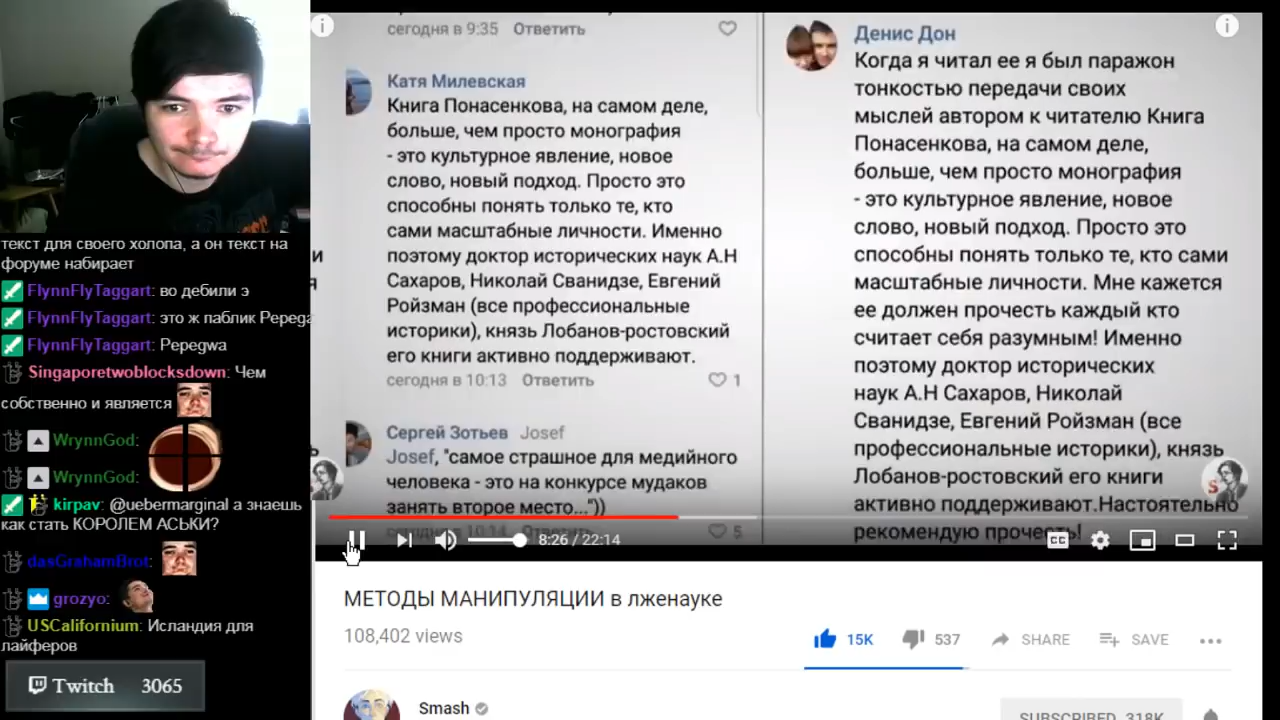 сегодня в 9:35 Ответить
Катя Милевская
Книга Понасенкова, на самом деле,
больше, чем просто монография
- это культурное явление, новое
слово, новый подход. Просто это
способны понять только те, кто
сами масштабные личности. Именно
поэтому доктор исторических наук А.Н
Сахаров, Николай Сванидзе, Евгений
Ройзман (все профессиональные
историки), князь Лобанов-ростовский
его книги активно поддерживают.
сегодня в 10:13 Ответить 1
Сергей Зотьев Josef
Josef, "самое страшное для медийного
человека - это на конкурсе мудаков
занять второе место..."))
сегодня в 10:14 Ответить 5
Денис Дон
Когда я читал ее я был паражон
тонкостью передачи своих
мыслей автором к читателю Книга
Понасенкова, на самом деле,
больше, чем просто монография
- это культурное явление, новое
слово, новый подход. Просто это
способны понять только те, кто сами
масштабные личности. Мне кажется
ее должен прочесть каждый кто
считает себя разумным! Именно
поэтому доктор исторических
наук А.Н Сахаров, Николай
Сванидзе, Евгений Ройзман (все
профессиональные историки), князь
Лобанов-ростовский его книги
активно поддерживают.Настоятельно
рекомендую прочесть!
8:26 / 22:14
CC
МЕТОДЫ МАНИПУЛЯЦИИ в лженауке
108,402 views
15K 537 SHARE SAVE
Smash
SUBSCRIBED 318K
текст для своего холопа, а он текст на
форуме набирает
FlynnFlyTaggart: во дебили э
FlynnFlyTaggart: это ж паблик Pepega
FlynnFlyTaggart: Pepegwa
Singaporetwoblocksdown: Чем
собственно и является
WrynnGod:
WrynnGod:
kirpav: @uebermarginal а знаешь
как стать КОРОЛЕМ АСЬКИ?
dasGrahamBrot:
grozyo:
USCalifornium: Исландия для
лайферов
Twitch 3065